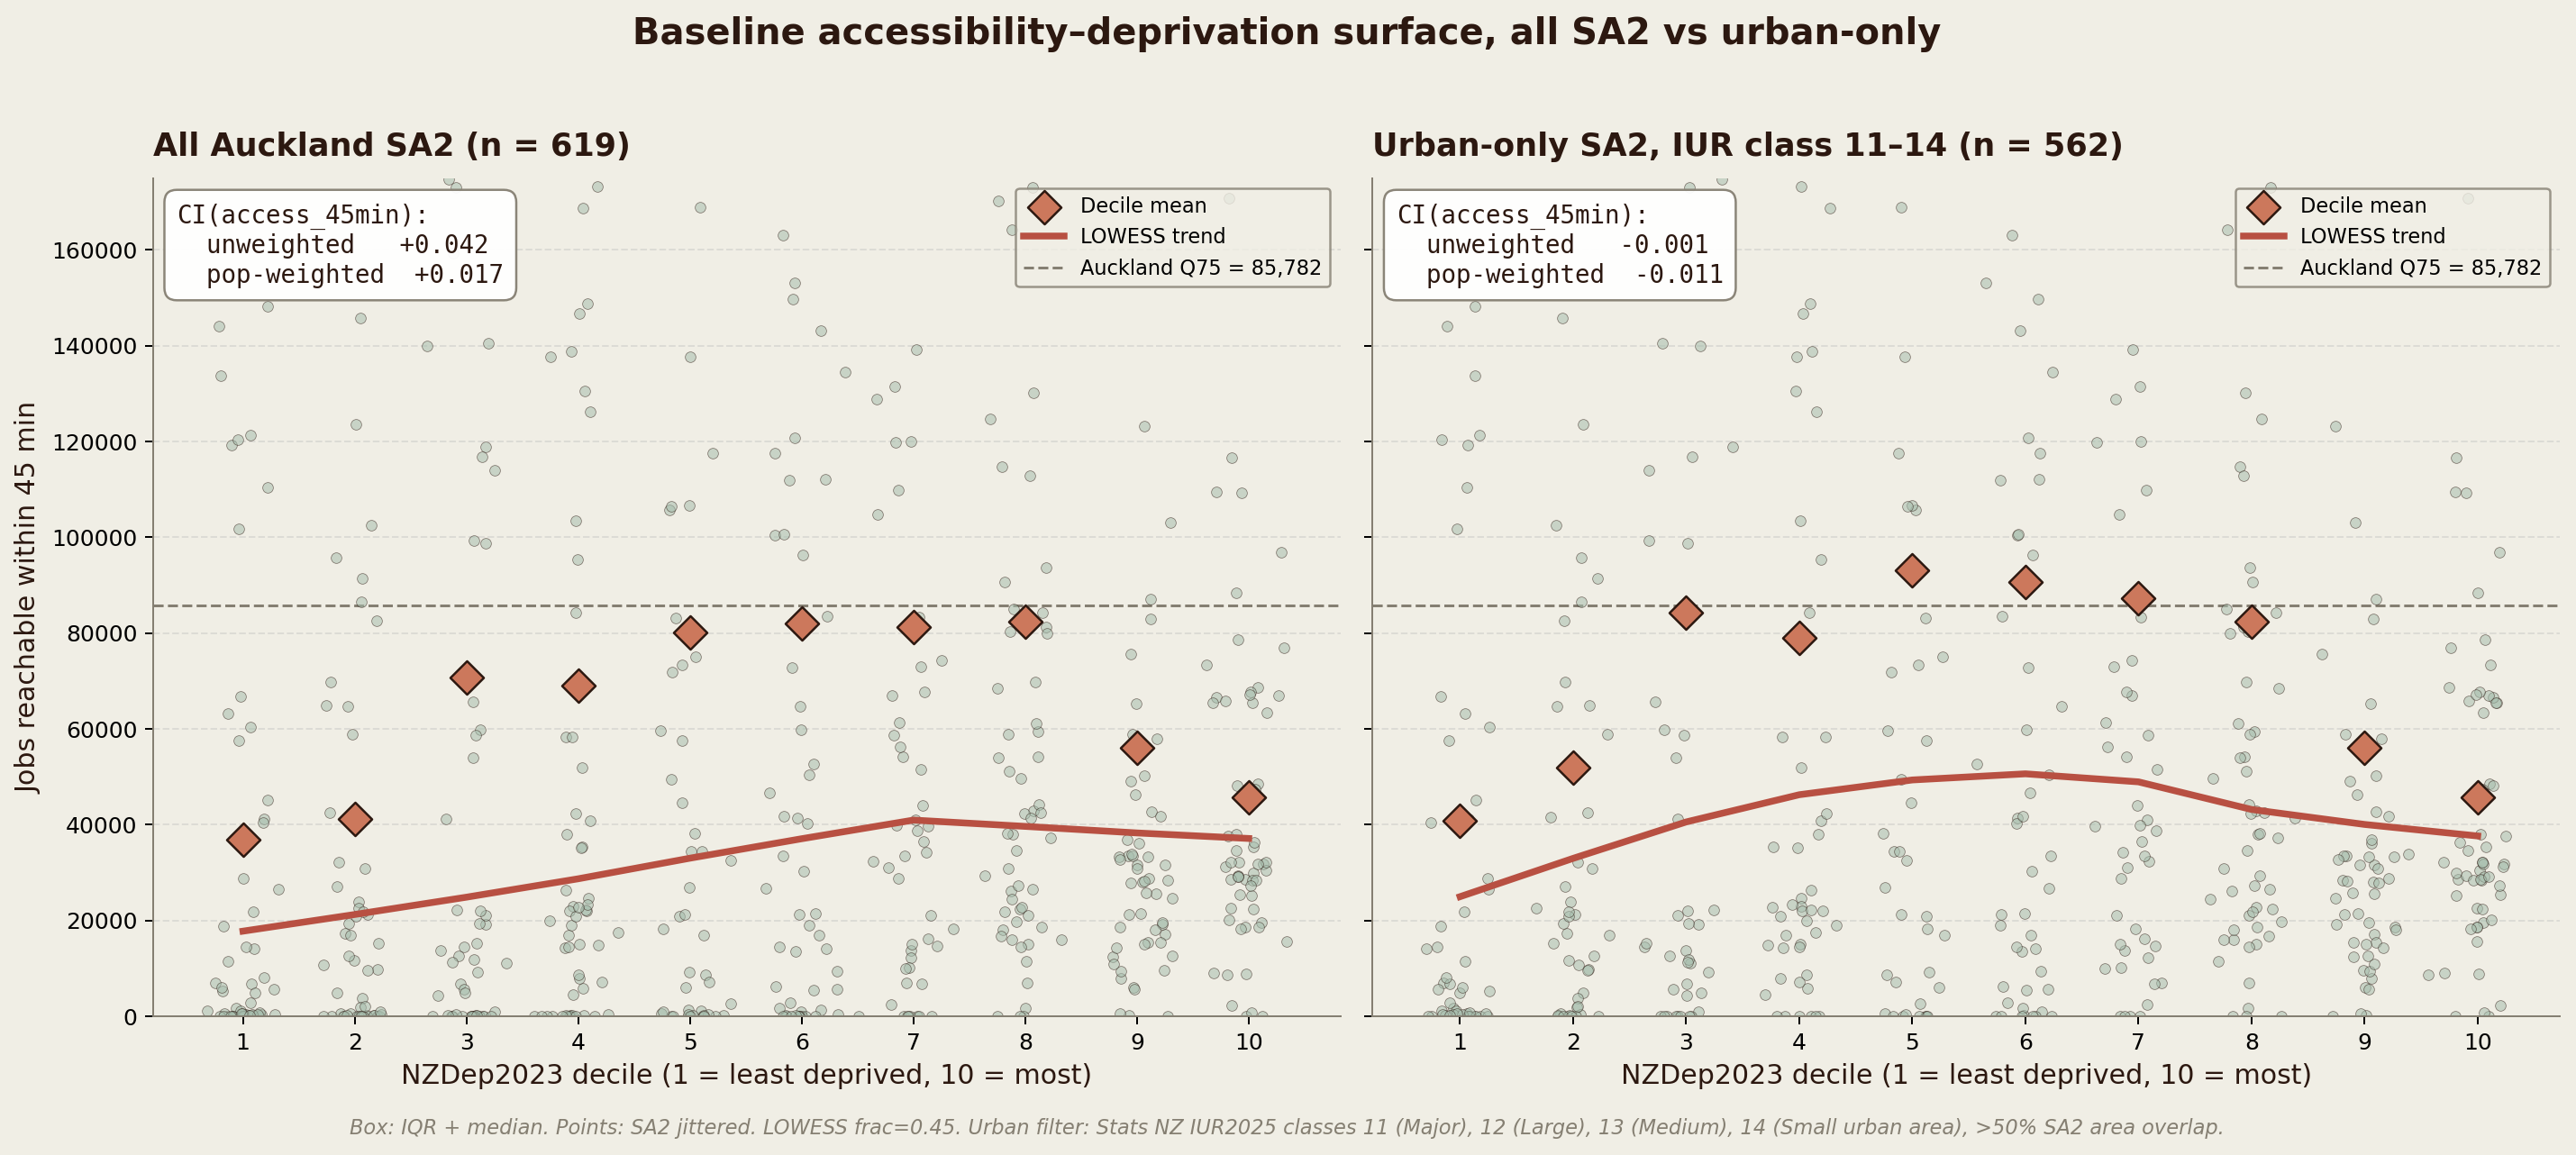 Baseline accessibility–deprivation surface, all SA2 vs urban-only
All Auckland SA2 (n = 619)
CI(access_45min):
unweighted +0.042
pop-weighted +0.017
Decile mean
LOWESS trend
Auckland Q75 = 85,782
Jobs reachable within 45 min
160000
140000
120000
100000
80000
60000
40000
20000
0
1 2 3 4 5 6 7 8 9 10
NZDep2023 decile (1 = least deprived, 10 = most)
Urban-only SA2, IUR class 11–14 (n = 562)
CI(access_45min):
unweighted -0.001
pop-weighted -0.011
Decile mean
LOWESS trend
Auckland Q75 = 85,782
1 2 3 4 5 6 7 8 9 10
NZDep2023 decile (1 = least deprived, 10 = most)
Box: IQR + median. Points: SA2 jittered. LOWESS frac=0.45. Urban filter: Stats NZ IUR2025 classes 11 (Major), 12 (Large), 13 (Medium), 14 (Small urban area), >50% SA2 area overlap.